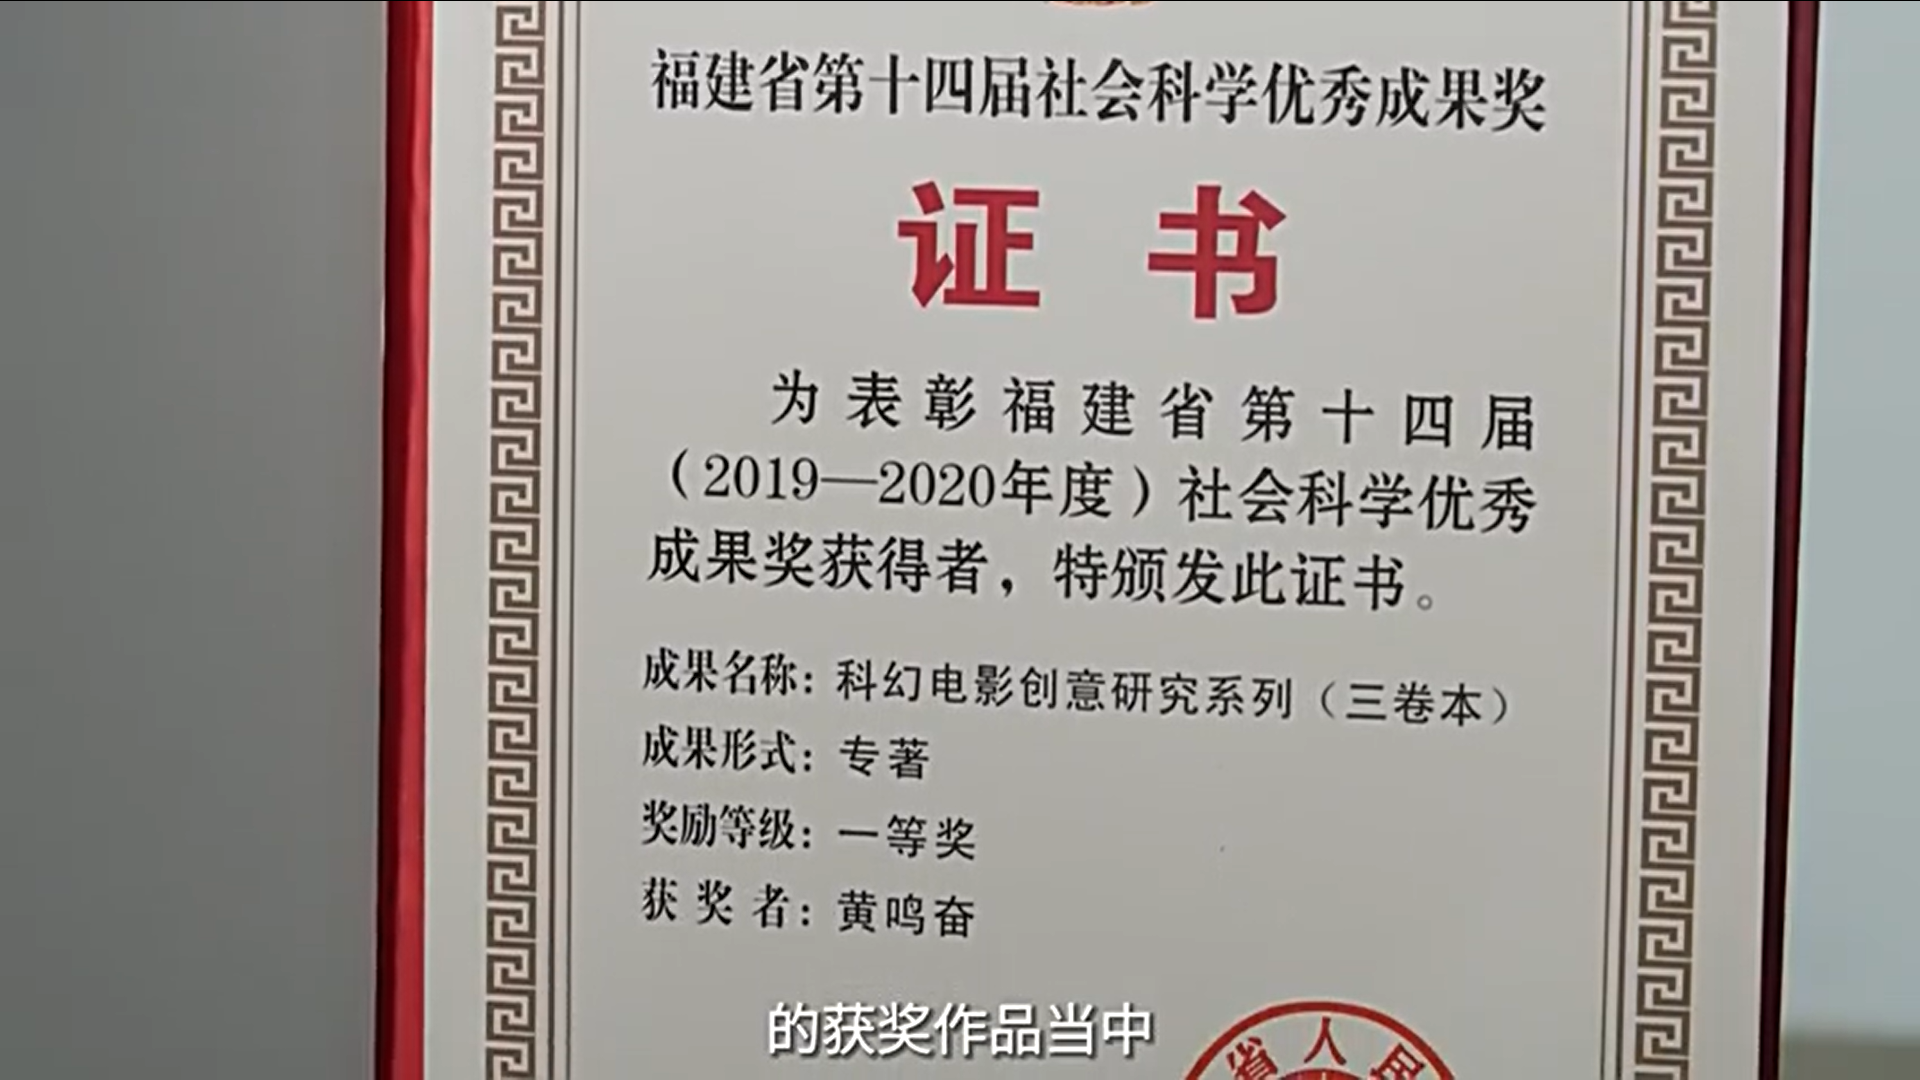 福建省第十四届社会科学优秀成果奖
证书
为表彰福建省第十四届
（2019—2020年度）社会科学优秀
成果奖获得者，特颁发此证书。
成果名称：科幻电影创意研究系列（三卷本）
成果形式：专著
奖励等级：一等奖
获奖者：黄鸣奋
的获奖作品当中
省人民